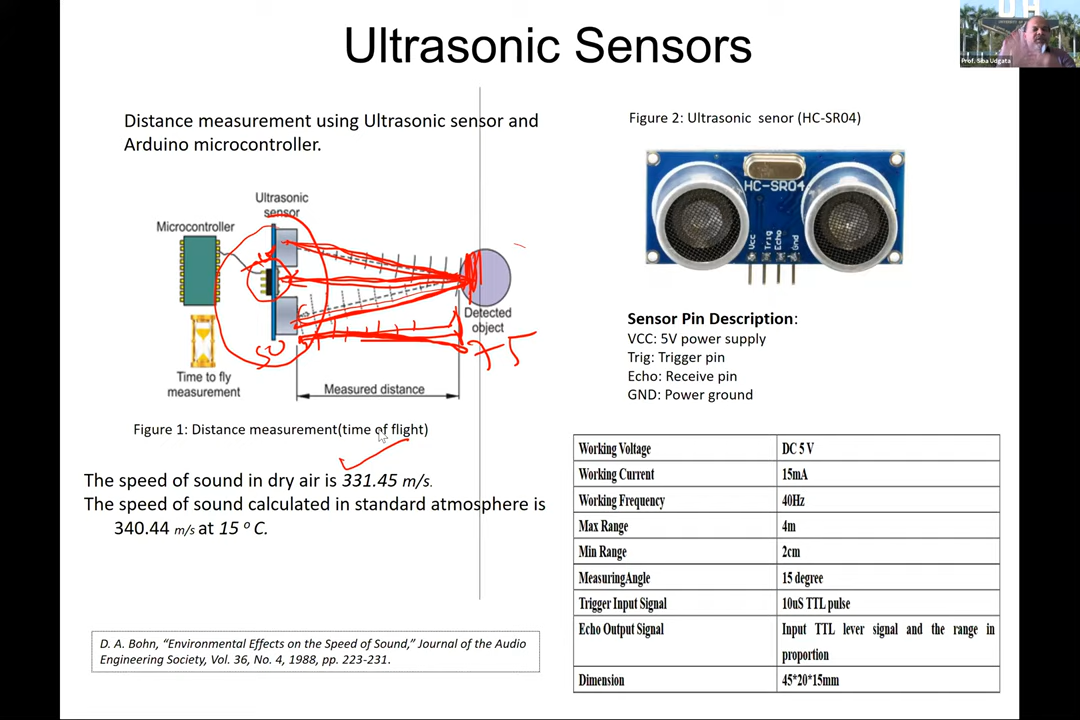 Ultrasonic Sensors
DH
Prof. Siba Udgata
Distance measurement using Ultrasonic sensor and
Arduino microcontroller.
Ultrasonic
sensor
Microcontroller
Detected
object
50
7-5
Time to fly
measurement
Measured distance
Figure 1: Distance measurement(time of flight)
The speed of sound in dry air is 331.45 m/s.
The speed of sound calculated in standard atmosphere is
340.44 m/s at 15 º C.
D. A. Bohn, “Environmental Effects on the Speed of Sound,” Journal of the Audio
Engineering Society, Vol. 36, No. 4, 1988, pp. 223-231.
Figure 2: Ultrasonic senor (HC-SR04)
HC-SR04
Vcc
Trig
Echo
Gnd
Sensor Pin Description:
VCC: 5V power supply
Trig: Trigger pin
Echo: Receive pin
GND: Power ground
Working Voltage DC 5 V
Working Current 15mA
Working Frequency 40Hz
Max Range 4m
Min Range 2cm
MeasuringAngle 15 degree
Trigger Input Signal 10uS TTL pulse
Echo Output Signal Input TTL lever signal and the range in
proportion
Dimension 45*20*15mm